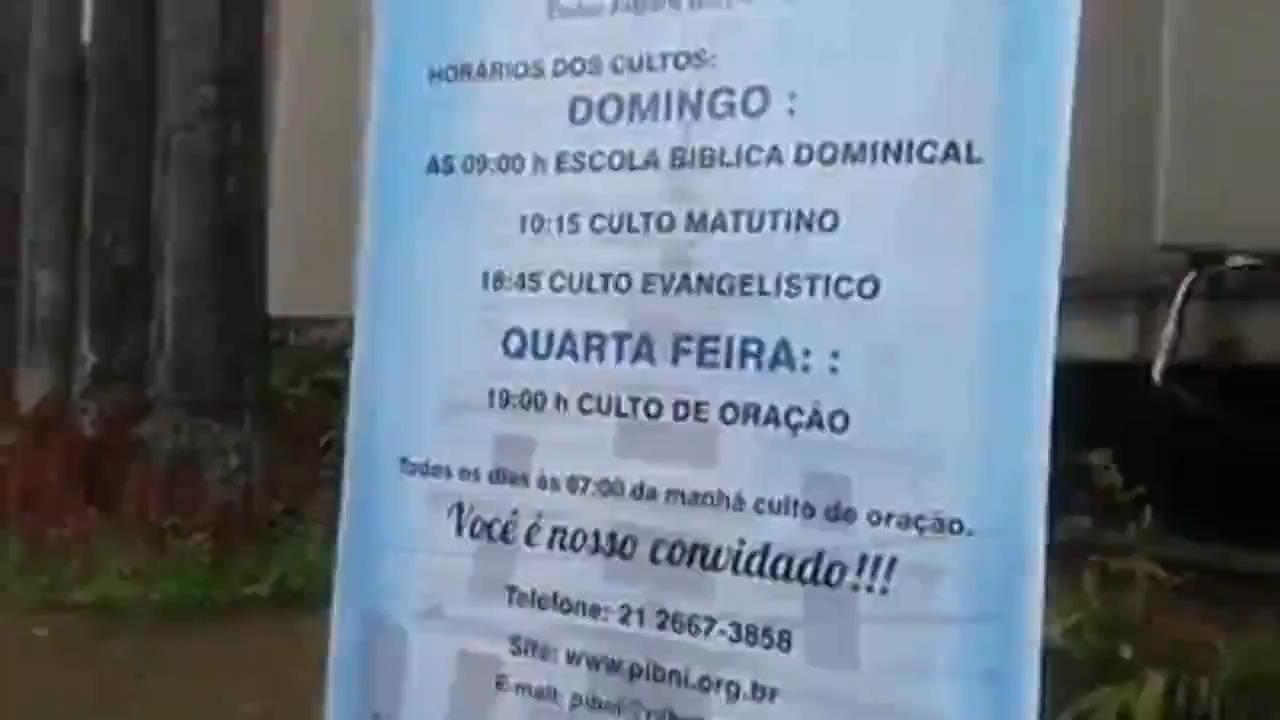 HORÁRIOS DOS CULTOS:
DOMINGO :
AS 09:00 h ESCOLA BIBLICA DOMINICAL
10:15 CULTO MATUTINO
18:45 CULTO EVANGELISTICO
QUARTA FEIRA: :
19:00 h CULTO DE ORAÇÃO
Todos os dias às 07:00 da manhã culto de oração.
Você é nosso convidado!!!
Telefone: 21 2667-3858
Site: www.pibni.org.br
E-mail: